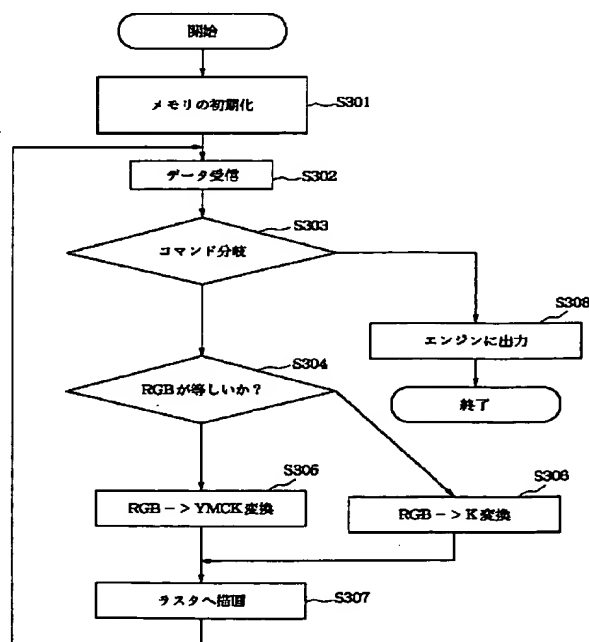 開始
メモリの初期化
S301
データ受信
S302
コマンド分岐
S303
エンジンに出力
S308
終了
RGBが等しいか？
S304
RGB－＞YMCK変換
S305
RGB－＞K変換
S306
ラスタへ描画
S307